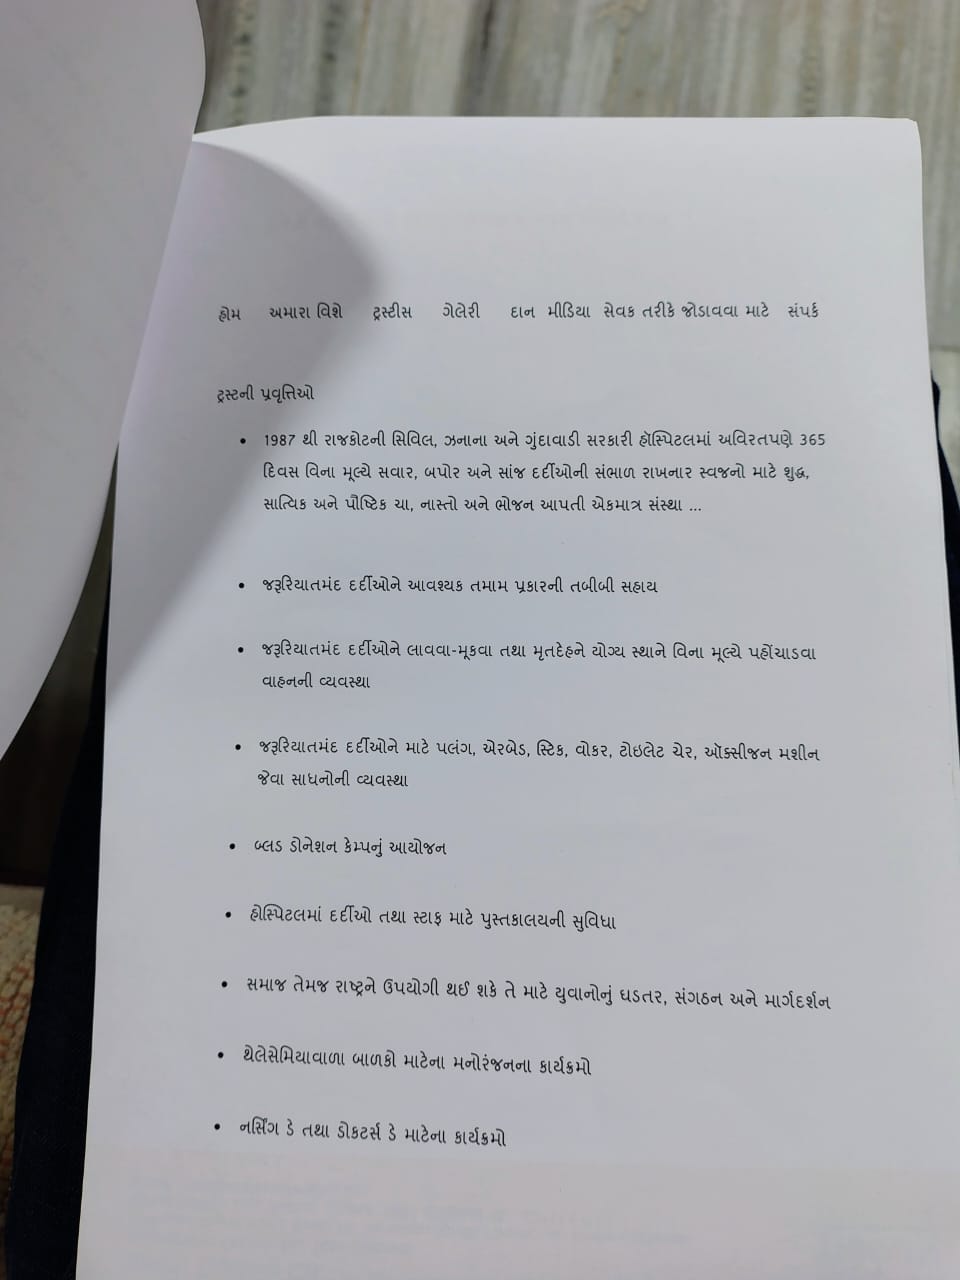 હોમ અમારા વિશે ટ્રસ્ટીસ ગેલેરી દાન મીડિયા સેવક તરીકે જોડાવવા માટે સંપર્ક
ટ્રસ્ટની પ્રવૃત્તિઓ
• 1987 થી રાજકોટની સિવિલ, ઝનાના અને ગુંદાવાડી સરકારી હૉસ્પિટલમાં અવિરતપણે 365
દિવસ વિના મૂલ્યે સવાર, બપોર અને સાંજ દર્દીઓની સંભાળ રાખનાર સ્વજનો માટે શુદ્ધ,
સાત્વિક અને પૌષ્ટિક ચા, નાસ્તો અને ભોજન આપતી એકમાત્ર સંસ્થા ...
• જરૂરિયાતમંદ દર્દીઓને આવશ્યક તમામ પ્રકારની તબીબી સહાય
• જરૂરિયાતમંદ દર્દીઓને લાવવા-મૂકવા તથા મૃતદેહને યોગ્ય સ્થાને વિના મૂલ્યે પહોંચાડવા
વાહનની વ્યવસ્થા
• જરૂરિયાતમંદ દર્દીઓને માટે પલંગ, એરબેડ, સ્ટિક, વોકર, ટોઇલેટ ચેર, ઑક્સીજન મશીન
જેવા સાધનોની વ્યવસ્થા
• બ્લડ ડોનેશન કેમ્પનું આયોજન
• હોસ્પિટલમાં દર્દીઓ તથા સ્ટાફ માટે પુસ્તકાલયની સુવિધા
• સમાજ તેમજ રાષ્ટ્રને ઉપયોગી થઈ શકે તે માટે યુવાનોનું ઘડતર, સંગઠન અને માર્ગદર્શન
• થેલેસેમિયાવાળા બાળકો માટેના મનોરંજનના કાર્યક્રમો
• નર્સિંગ ડે તથા ડોકટર્સ ડે માટેના કાર્યક્રમો